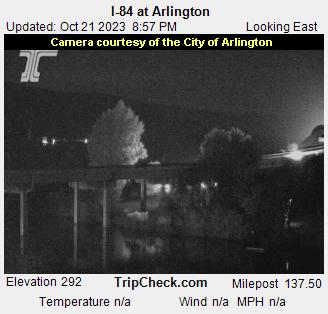 I-84 at Arlington
Updated: Oct 21 2023 8:57 PM Looking East
Camera courtesy of the City of Arlington
Elevation 292 TripCheck.com Milepost 137.50
Temperature n/a Wind n/a MPH n/a